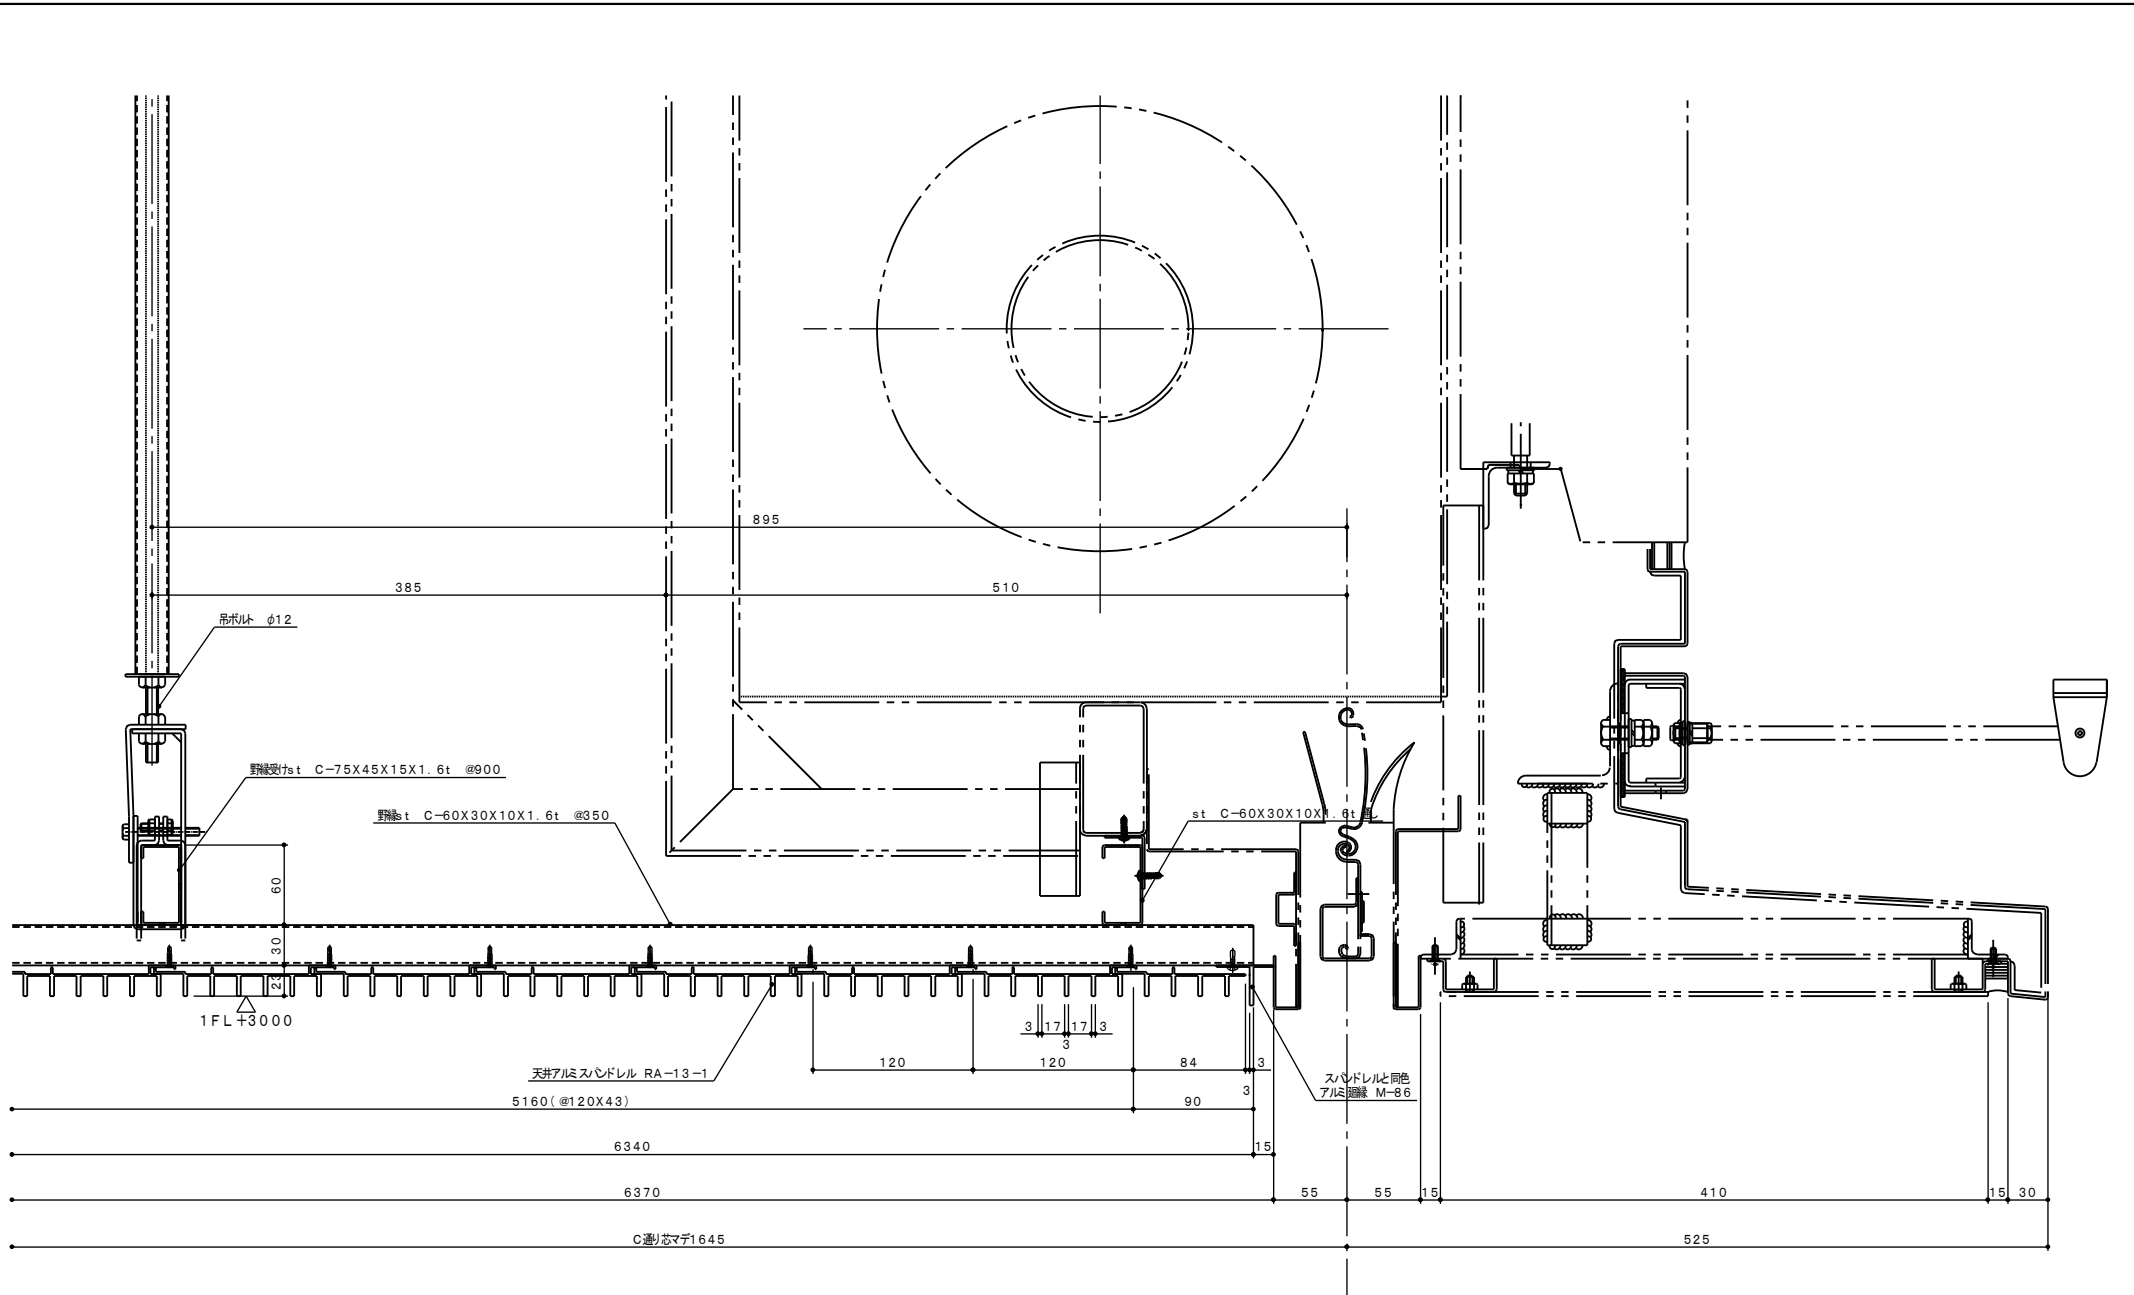 895
385
510
吊ボルト φ12
野縁受けst C-75X45X15X1.6t @900
野縁st C-60X30X10X1.6t @350
st C-60X30X10X1.6t 通し
60
30
23
1FL+3000
3
17
17
3
3
120
120
84
3
3
天井アルミスパンドレル RA-13-1
スパンドレルと同色
アルミ廻縁 M-86
5160(@120X43)
90
6340
15
6370
55
55
15
410
15
30
C通り芯マデ1645
525